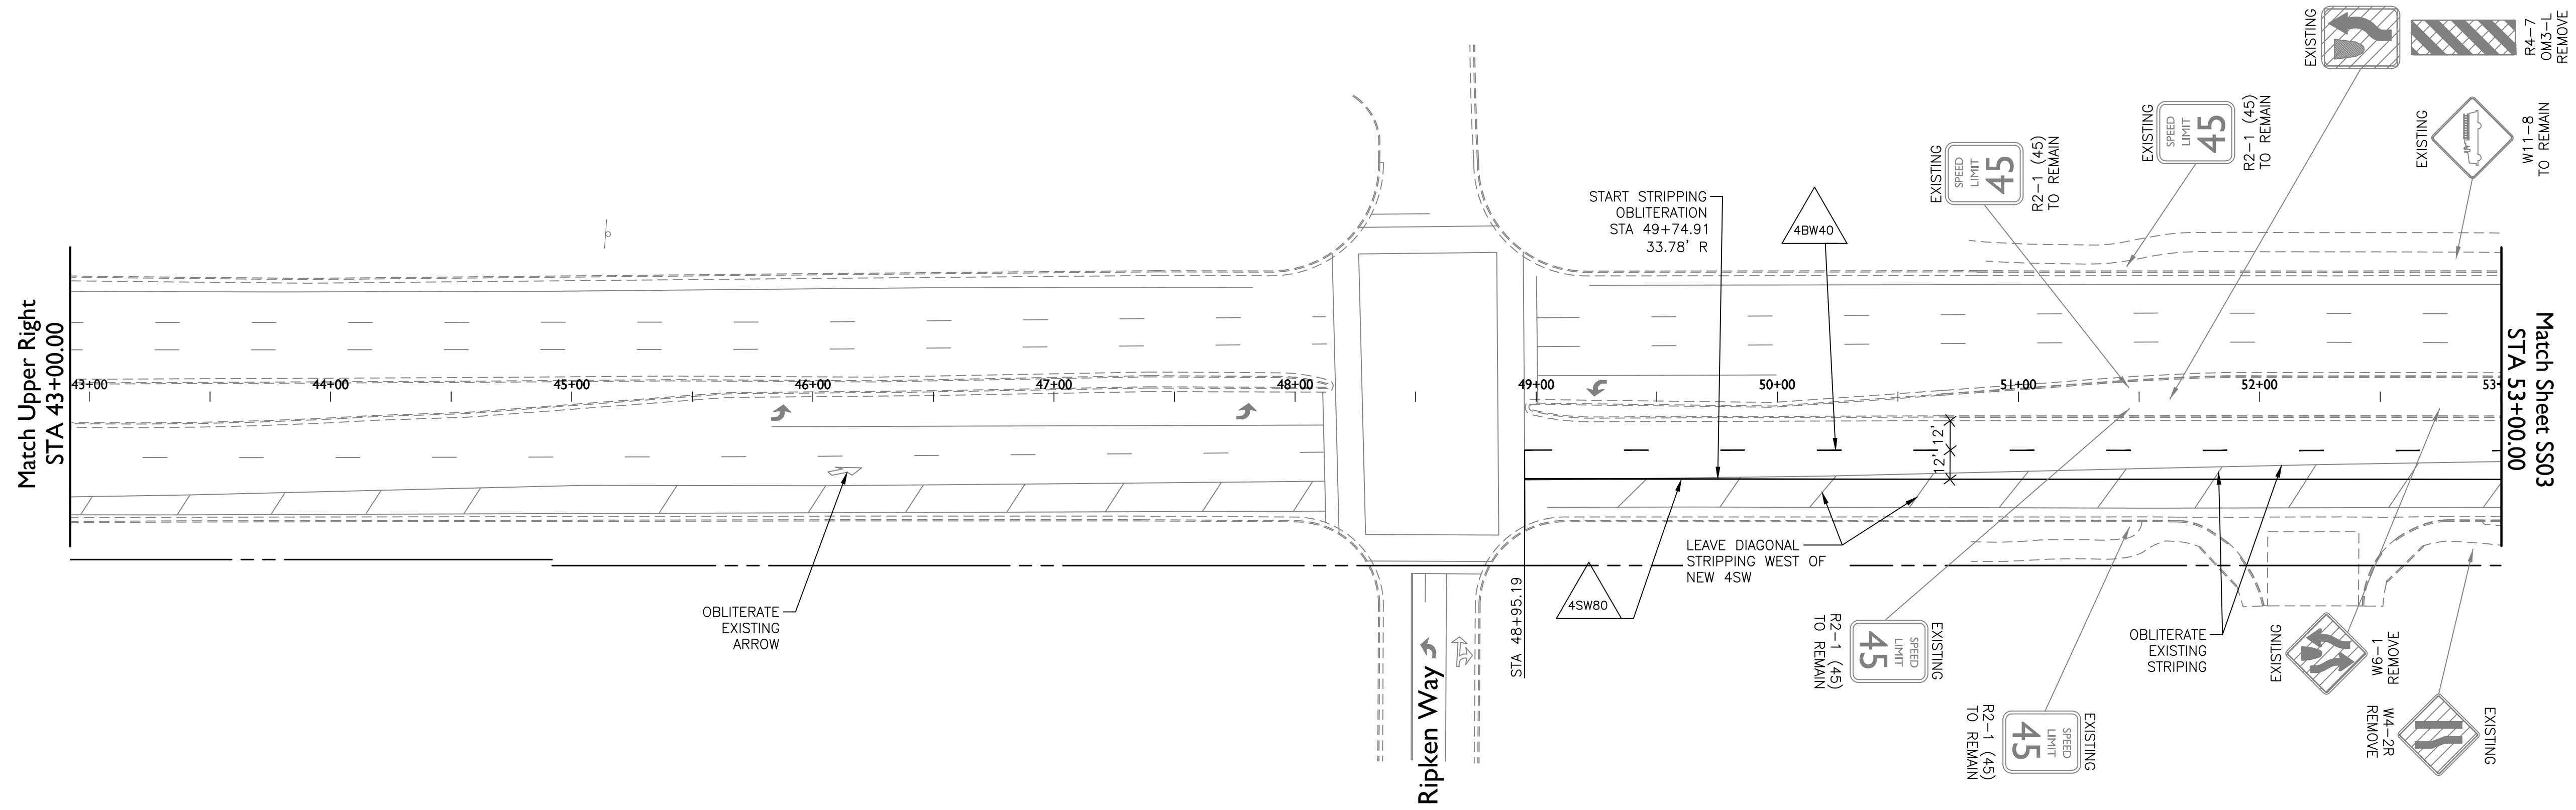 Match Upper Right
STA 43+00.00
43+00
44+00
45+00
46+00
47+00
48+00
49+00
50+00
51+00
52+00
53+
Match Sheet SS03
STA 53+00.00
START STRIPPING
OBLITERATION
STA 49+74.91
33.78' R
4BW40
EXISTING
SPEED
LIMIT
45
R2-1 (45)
TO REMAIN
EXISTING
SPEED
LIMIT
45
R2-1 (45)
TO REMAIN
EXISTING
R4-7
OM3-L
REMOVE
EXISTING
W11-8
TO REMAIN
12'
12'
OBLITERATE
EXISTING
ARROW
Ripken Way
STA 48+95.19
4SW80
LEAVE DIAGONAL
STRIPPING WEST OF
NEW 4SW
EXISTING
SPEED
LIMIT
45
R2-1 (45)
TO REMAIN
EXISTING
SPEED
LIMIT
45
R2-1 (45)
TO REMAIN
OBLITERATE
EXISTING
STRIPING
EXISTING
W6-1
REMOVE
EXISTING
W4-2R
REMOVE